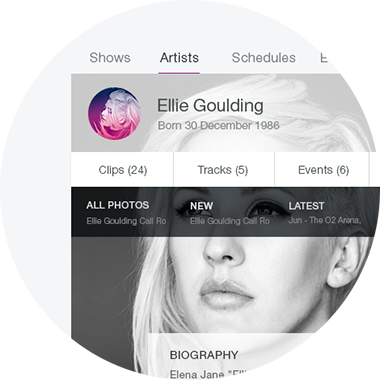 Shows Artists Schedules E
Ellie Goulding
Born 30 December 1986
Clips (24) Tracks (5) Events (6)
ALL PHOTOS NEW LATEST
Ellie Goulding Call Ro Ellie Goulding Call Ro Jun - The O2 Arena,
BIOGRAPHY
Elena Jane "Elli